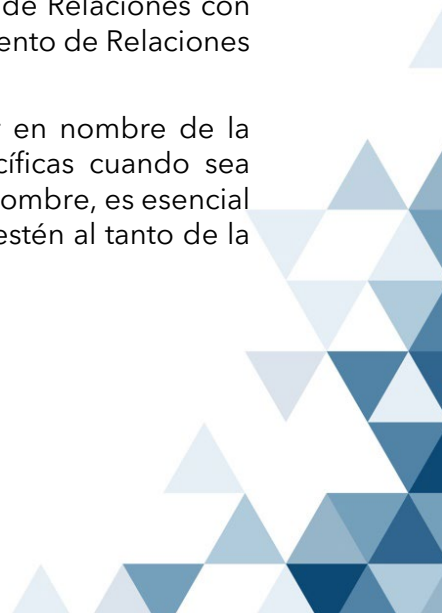 de Relaciones con
ento de Relaciones
en nombre de la
cíficas cuando sea
ombre, es esencial
estén al tanto de la